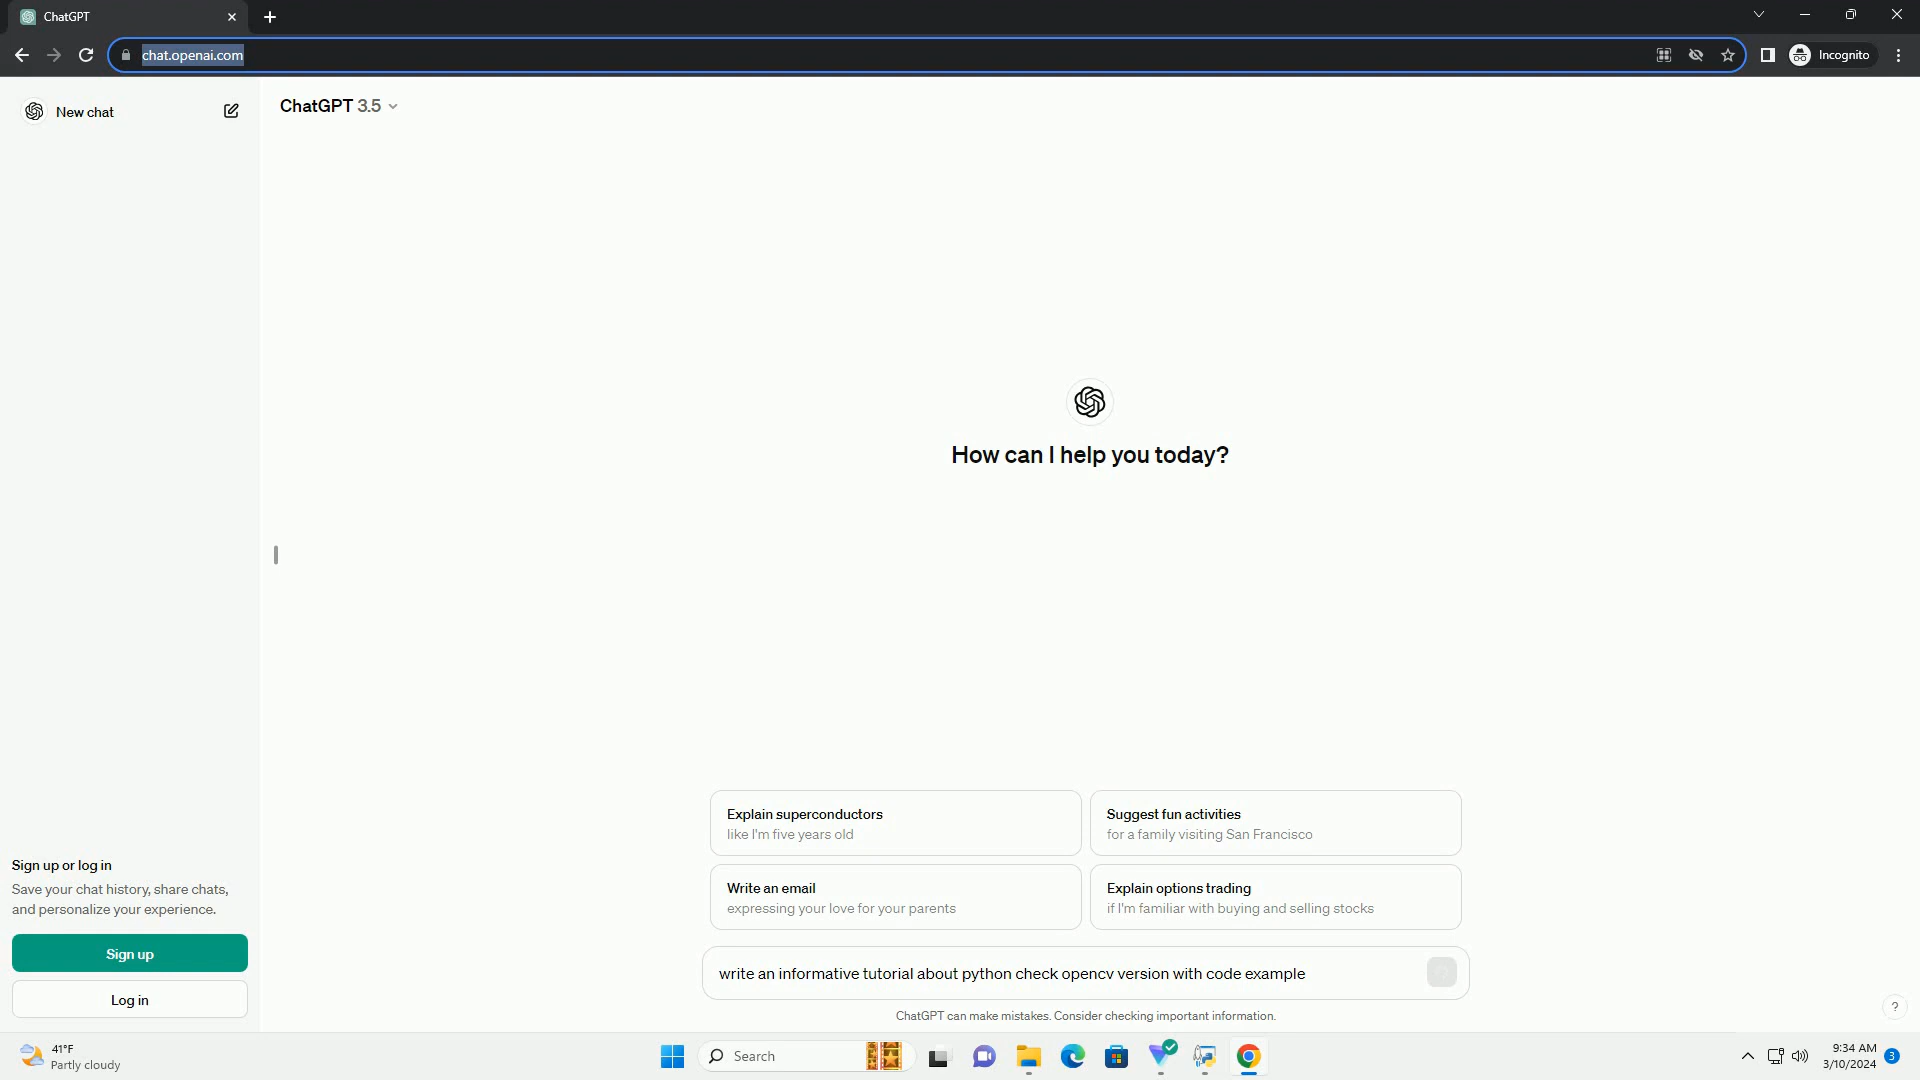 ChatGPT
chat.openai.com
Incognito
New chat
ChatGPT 3.5
How can I help you today?
Explain superconductors
like I'm five years old
Suggest fun activities
for a family visiting San Francisco
Write an email
expressing your love for your parents
Explain options trading
if I'm familiar with buying and selling stocks
Sign up or log in
Save your chat history, share chats,
and personalize your experience.
Sign up
Log in
write an informative tutorial about python check opencv version with code example
ChatGPT can make mistakes. Consider checking important information.
?
41°F
Partly cloudy
Search
9:34 AM
3/10/2024
3